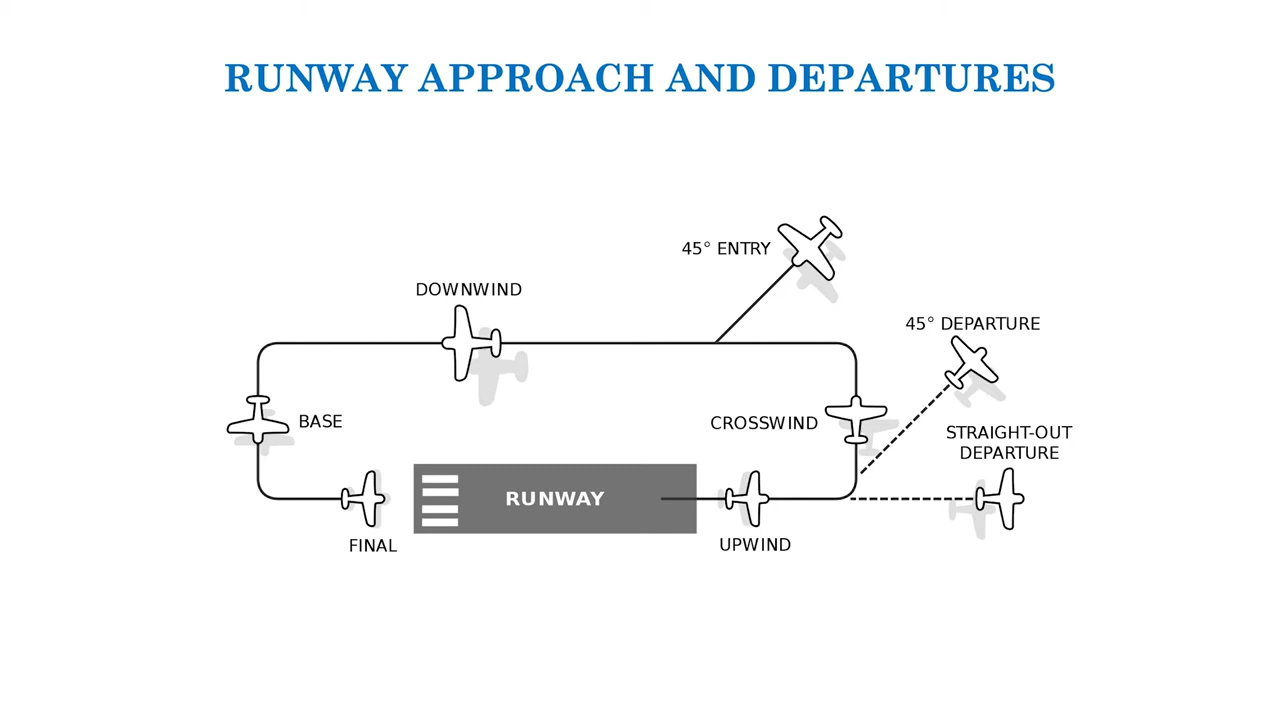 RUNWAY APPROACH AND DEPARTURES
45° ENTRY
DOWNWIND
45° DEPARTURE
BASE
CROSSWIND
STRAIGHT-OUT
DEPARTURE
RUNWAY
FINAL
UPWIND